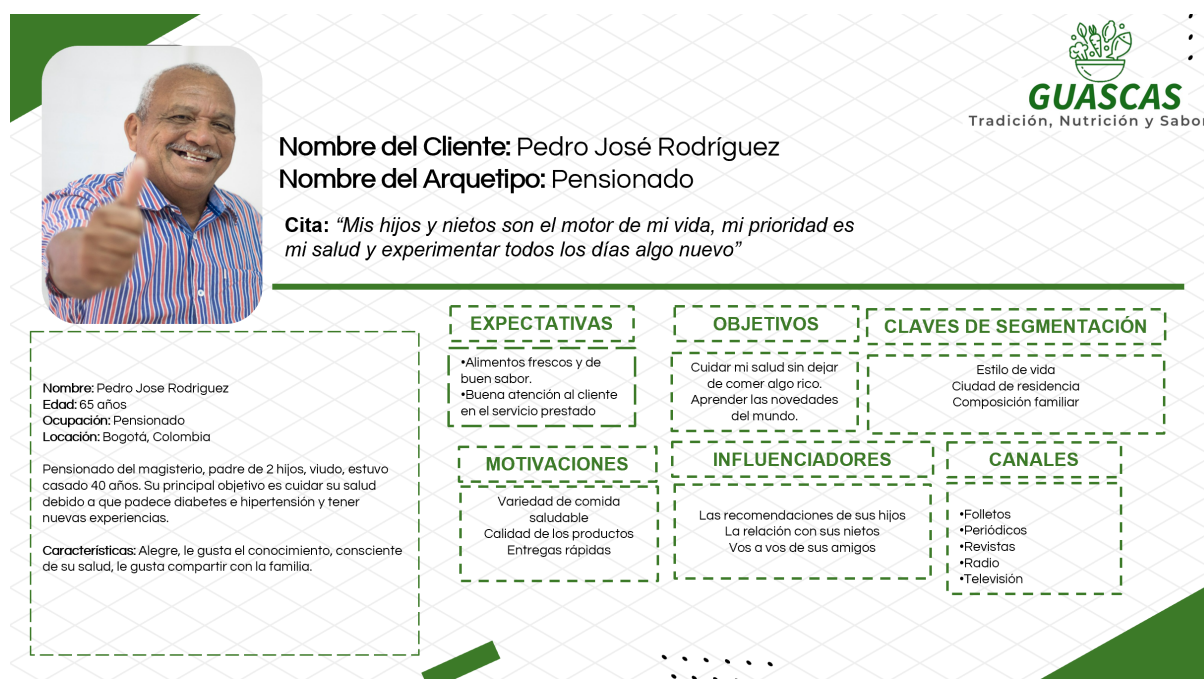 GUASCAS
Tradición, Nutrición y Sabor
Nombre del Cliente: Pedro José Rodríguez
Nombre del Arquetipo: Pensionado
Cita: “Mis hijos y nietos son el motor de mi vida, mi prioridad es
mi salud y experimentar todos los días algo nuevo”
Nombre: Pedro Jose Rodriguez
Edad: 65 años
Ocupación: Pensionado
Locación: Bogotá, Colombia
Pensionado del magisterio, padre de 2 hijos, viudo, estuvo
casado 40 años. Su principal objetivo es cuidar su salud
debido a que padece diabetes e hipertensión y tener
nuevas experiencias.
Características: Alegre, le gusta el conocimiento, consciente
de su salud, le gusta compartir con la familia.
EXPECTATIVAS
•Alimentos frescos y de
buen sabor.
•Buena atención al cliente
en el servicio prestado
OBJETIVOS
Cuidar mi salud sin dejar
de comer algo rico.
Aprender las novedades
del mundo.
CLAVES DE SEGMENTACIÓN
Estilo de vida
Ciudad de residencia
Composición familiar
MOTIVACIONES
Variedad de comida
saludable
Calidad de los productos
Entregas rápidas
INFLUENCIADORES
Las recomendaciones de sus hijos
La relación con sus nietos
Vos a vos de sus amigos
CANALES
•Folletos
•Periódicos
•Revistas
•Radio
•Televisión